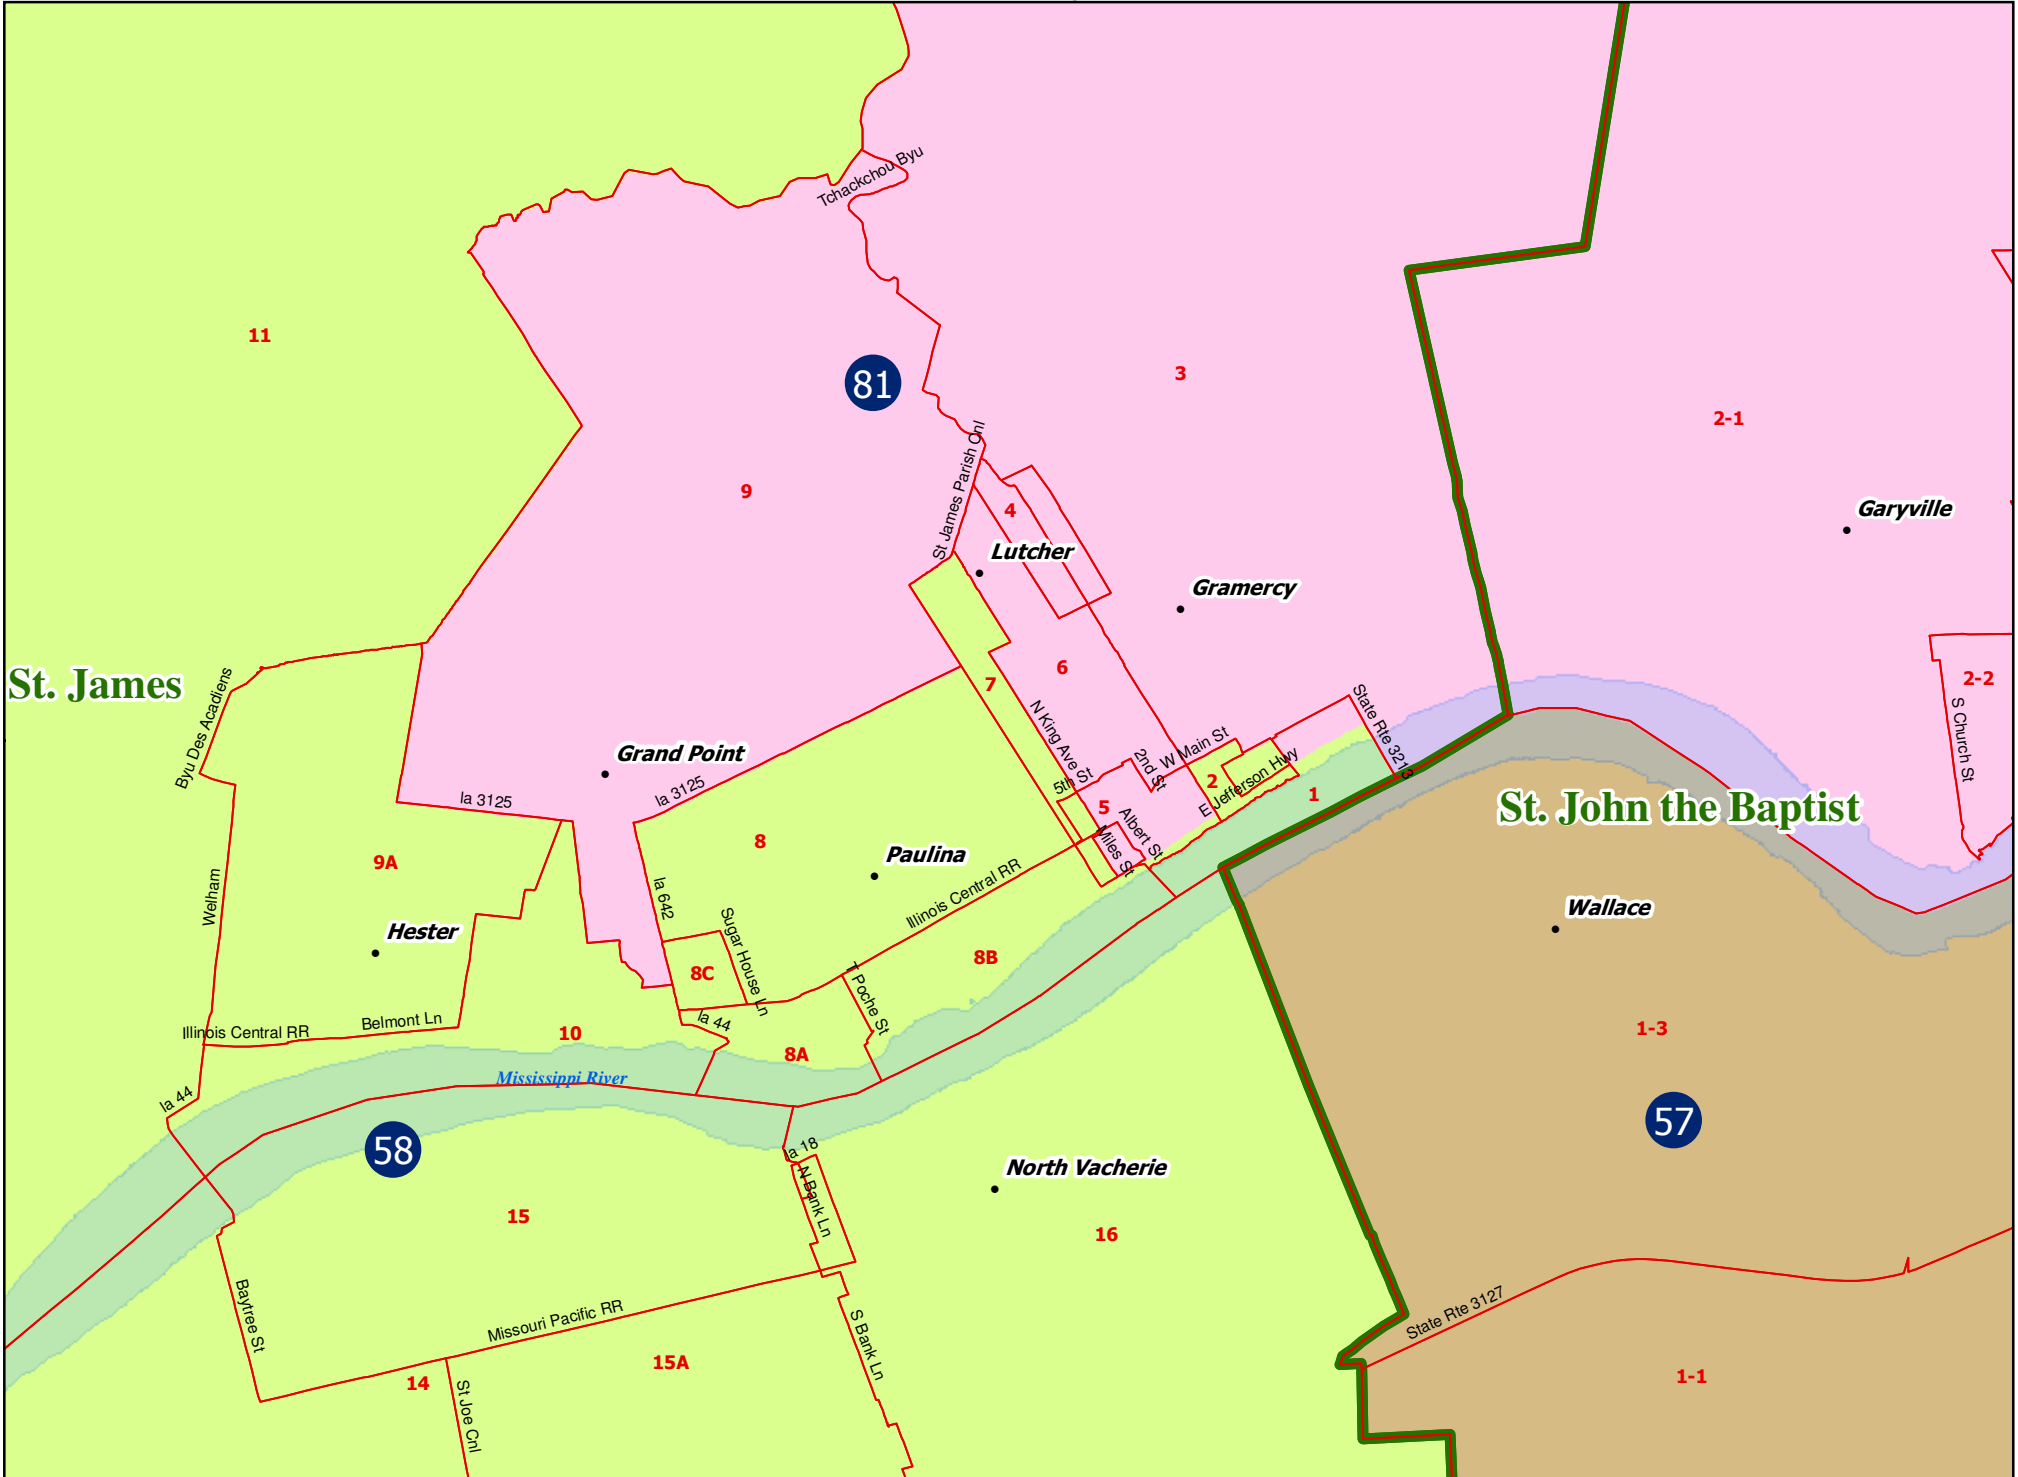 Tchackchou Byu
11
81
3
2-1
St James Parish Cnl
9
4
Garyville
Lutcher
Gramercy
St. James
Byu Des Acadiens
6
7
2-2
N King Ave
State Rte 3213
S Church St
Grand Point
W Main St
2nd St
la 3125
la 3125
5th St
2
E Jefferson Hwy
1
5
St. John the Baptist
Albert St
Miles St
8
9A
Paulina
Welham
la 642
Illinois Central RR
Wallace
Hester
Sugar House Ln
8C
8B
T Poche St
Illinois Central RR
Belmont Ln
10
la 44
1-3
8A
Mississippi River
la 44
57
58
la 18
North Vacherie
N Bank Ln
15
16
Baytree St
Missouri Pacific RR
State Rte 3127
S Bank Ln
15A
14
1-1
St Joe Cnl